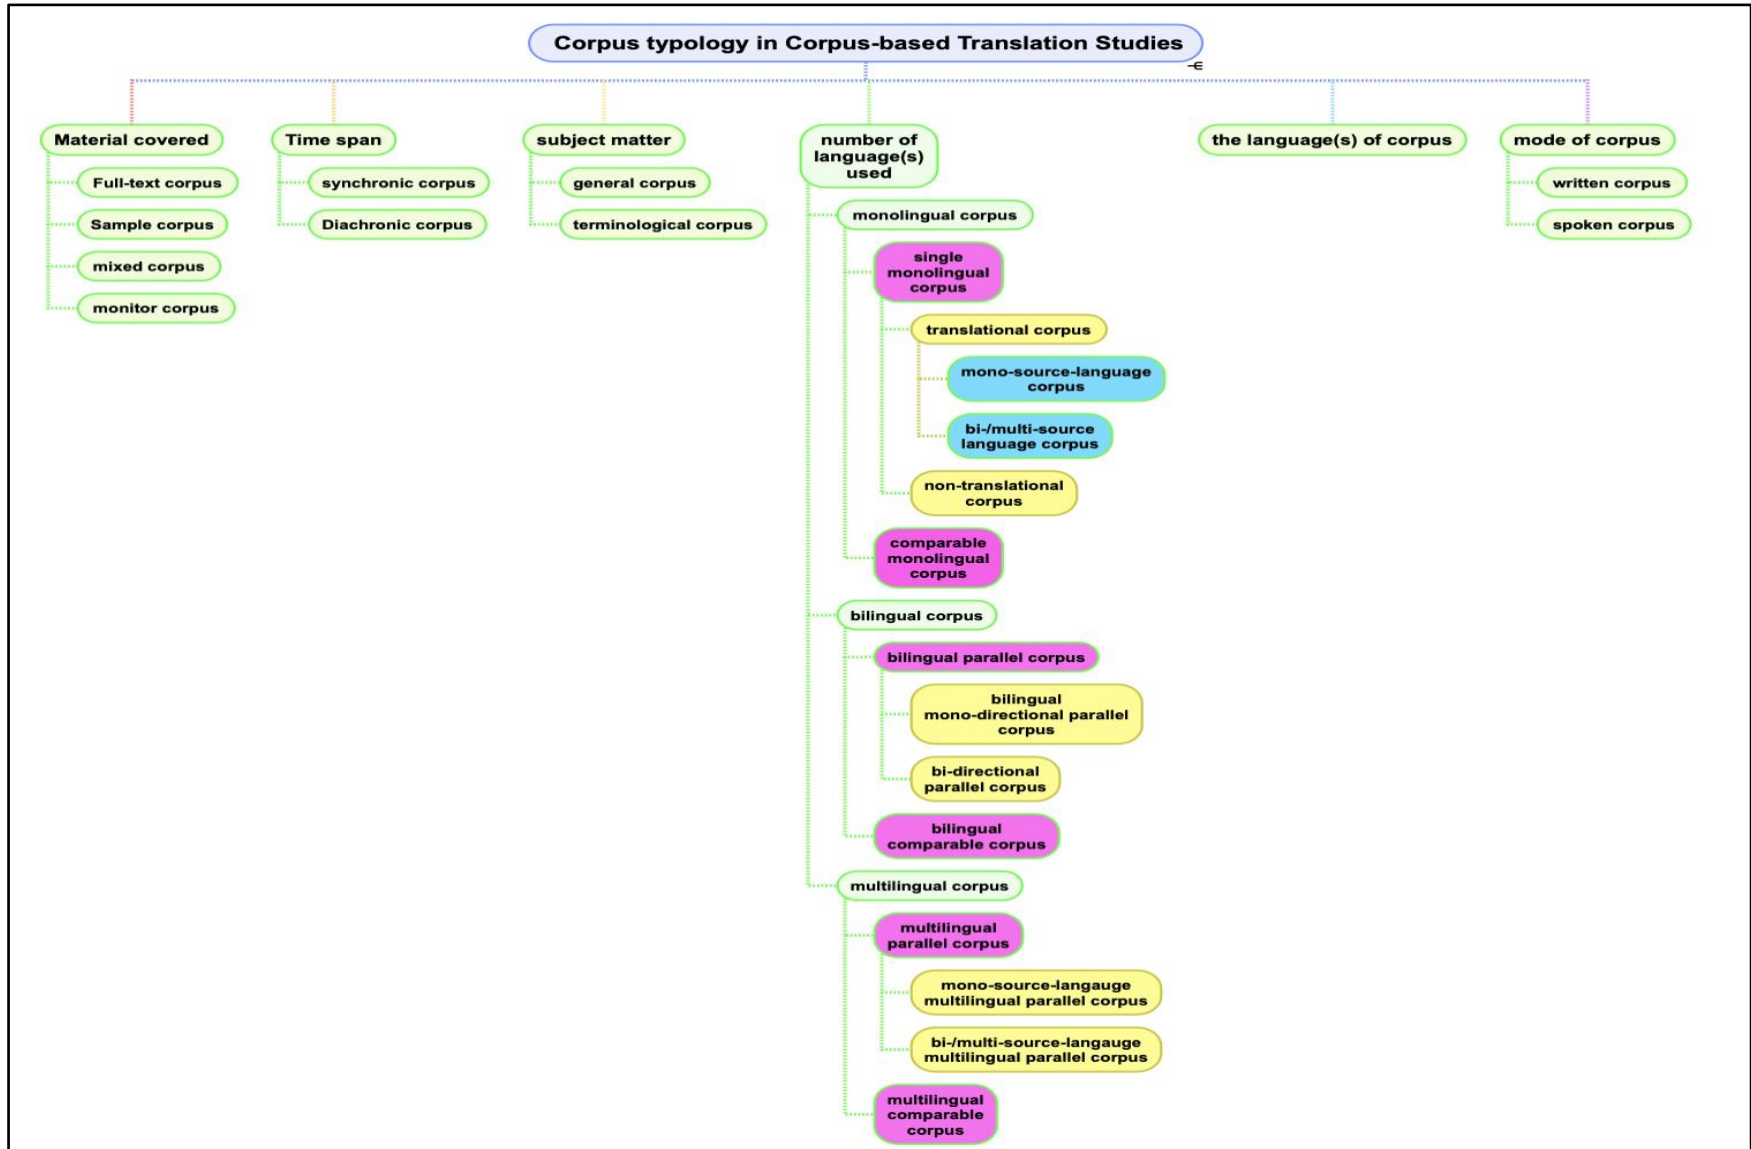 Corpus typology in Corpus-based Translation Studies
Material covered
Full-text corpus
Sample corpus
mixed corpus
monitor corpus
Time span
synchronic corpus
Diachronic corpus
subject matter
general corpus
terminological corpus
number of
language(s)
used
monolingual corpus
single
monolingual
corpus
translational corpus
mono-source-language
corpus
bi-/multi-source
language corpus
non-translational
corpus
comparable
monolingual
corpus
bilingual corpus
bilingual parallel corpus
bilingual
mono-directional parallel
corpus
bi-directional
parallel corpus
bilingual
comparable corpus
multilingual corpus
multilingual
parallel corpus
mono-source-langauge
multilingual parallel corpus
bi-/multi-source-langauge
multilingual parallel corpus
multilingual
comparable
corpus
the language(s) of corpus
mode of corpus
written corpus
spoken corpus